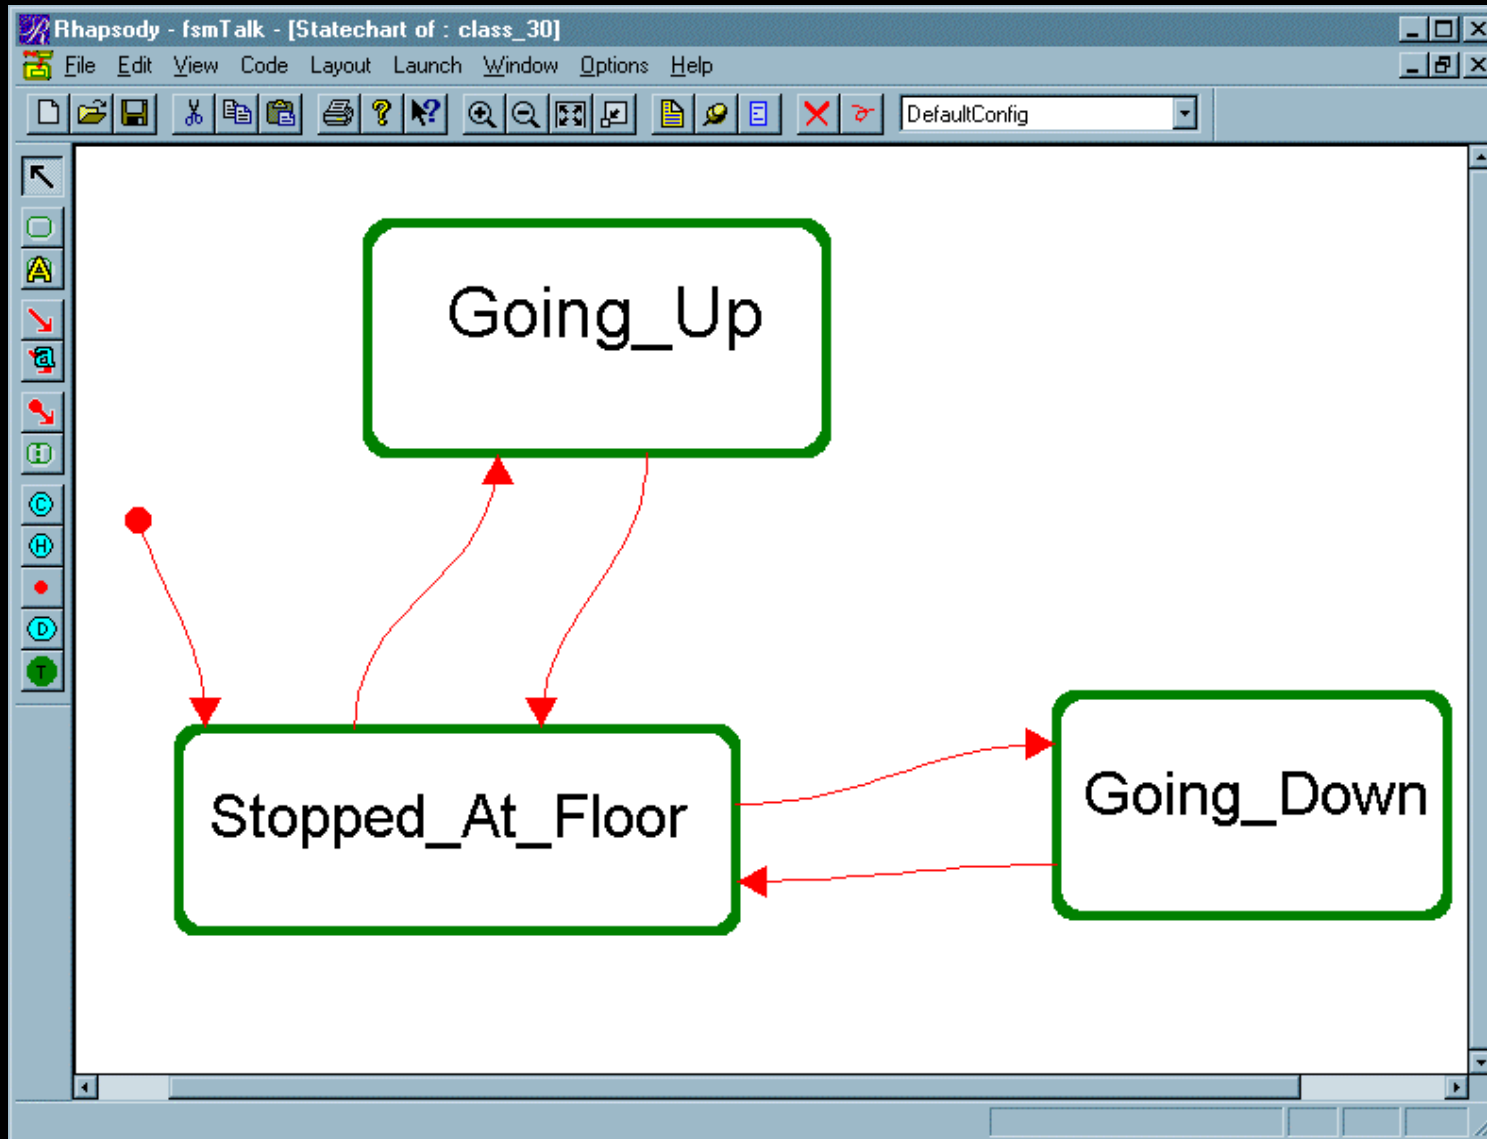 Rhapsody - fsmTalk - [Statechart of : class_30]
File Edit View Code Layout Launch Window Options Help
DefaultConfig
A
a
C
H
D
T
Going_Up
Stopped_At_Floor
Going_Down